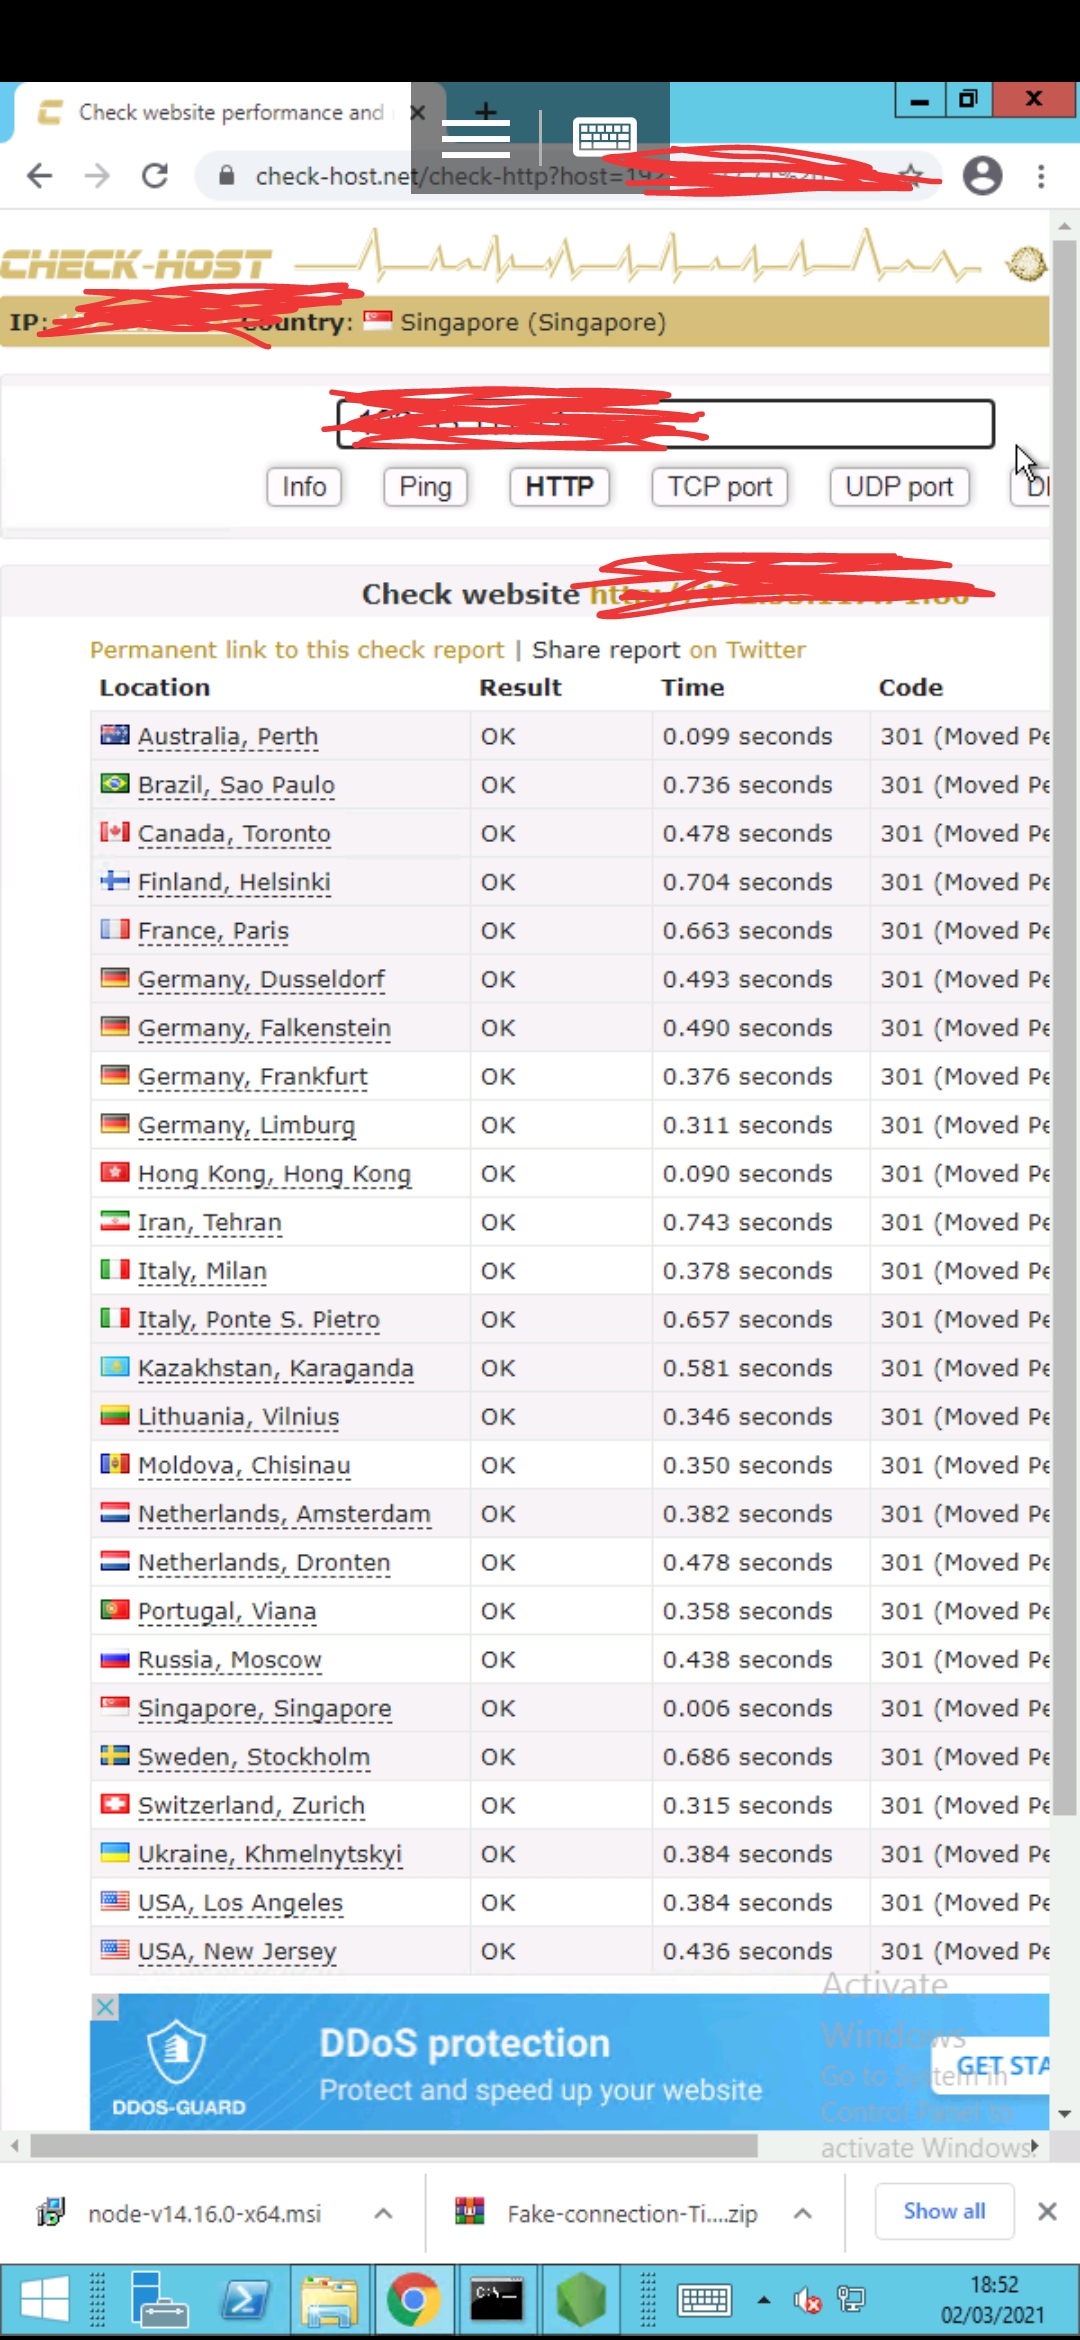 Check website performance and
check-host.net/check-http?host=192
CHECK-HOST
IP: Country: Singapore (Singapore)
Info Ping HTTP TCP port UDP port
Check website
Permanent link to this check report | Share report on Twitter
Location Result Time Code
Australia, Perth OK 0.099 seconds 301 (Moved Pe
Brazil, Sao Paulo OK 0.736 seconds 301 (Moved Pe
Canada, Toronto OK 0.478 seconds 301 (Moved Pe
Finland, Helsinki OK 0.704 seconds 301 (Moved Pe
France, Paris OK 0.663 seconds 301 (Moved Pe
Germany, Dusseldorf OK 0.493 seconds 301 (Moved Pe
Germany, Falkenstein OK 0.490 seconds 301 (Moved Pe
Germany, Frankfurt OK 0.376 seconds 301 (Moved Pe
Germany, Limburg OK 0.311 seconds 301 (Moved Pe
Hong Kong, Hong Kong OK 0.090 seconds 301 (Moved Pe
Iran, Tehran OK 0.743 seconds 301 (Moved Pe
Italy, Milan OK 0.378 seconds 301 (Moved Pe
Italy, Ponte S. Pietro OK 0.657 seconds 301 (Moved Pe
Kazakhstan, Karaganda OK 0.581 seconds 301 (Moved Pe
Lithuania, Vilnius OK 0.346 seconds 301 (Moved Pe
Moldova, Chisinau OK 0.350 seconds 301 (Moved Pe
Netherlands, Amsterdam OK 0.382 seconds 301 (Moved Pe
Netherlands, Dronten OK 0.478 seconds 301 (Moved Pe
Portugal, Viana OK 0.358 seconds 301 (Moved Pe
Russia, Moscow OK 0.438 seconds 301 (Moved Pe
Singapore, Singapore OK 0.006 seconds 301 (Moved Pe
Sweden, Stockholm OK 0.686 seconds 301 (Moved Pe
Switzerland, Zurich OK 0.315 seconds 301 (Moved Pe
Ukraine, Khmelnytskyi OK 0.384 seconds 301 (Moved Pe
USA, Los Angeles OK 0.384 seconds 301 (Moved Pe
USA, New Jersey OK 0.436 seconds 301 (Moved Pe
Activate
Windows
Go to System in
Control Panel to
activate Windows.
DDoS protection
Protect and speed up your website
DDOS-GUARD
GET STA
node-v14.16.0-x64.msi
Fake-connection-Ti....zip
Show all
18:52
02/03/2021